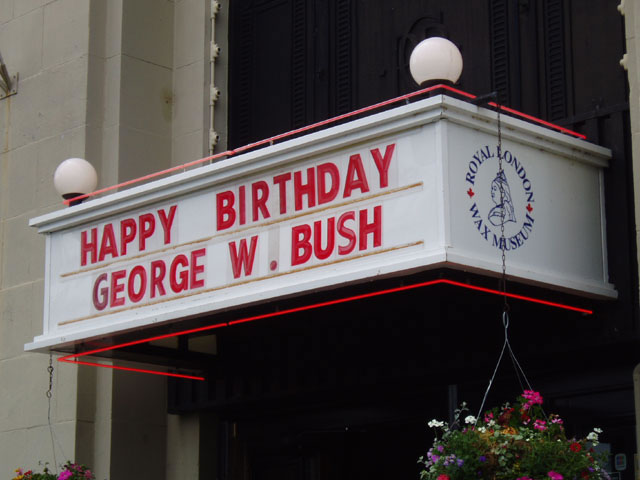 HAPPY BIRTHDAY
GEORGE W. BUSH
ROYAL LONDON
WAX MUSEUM